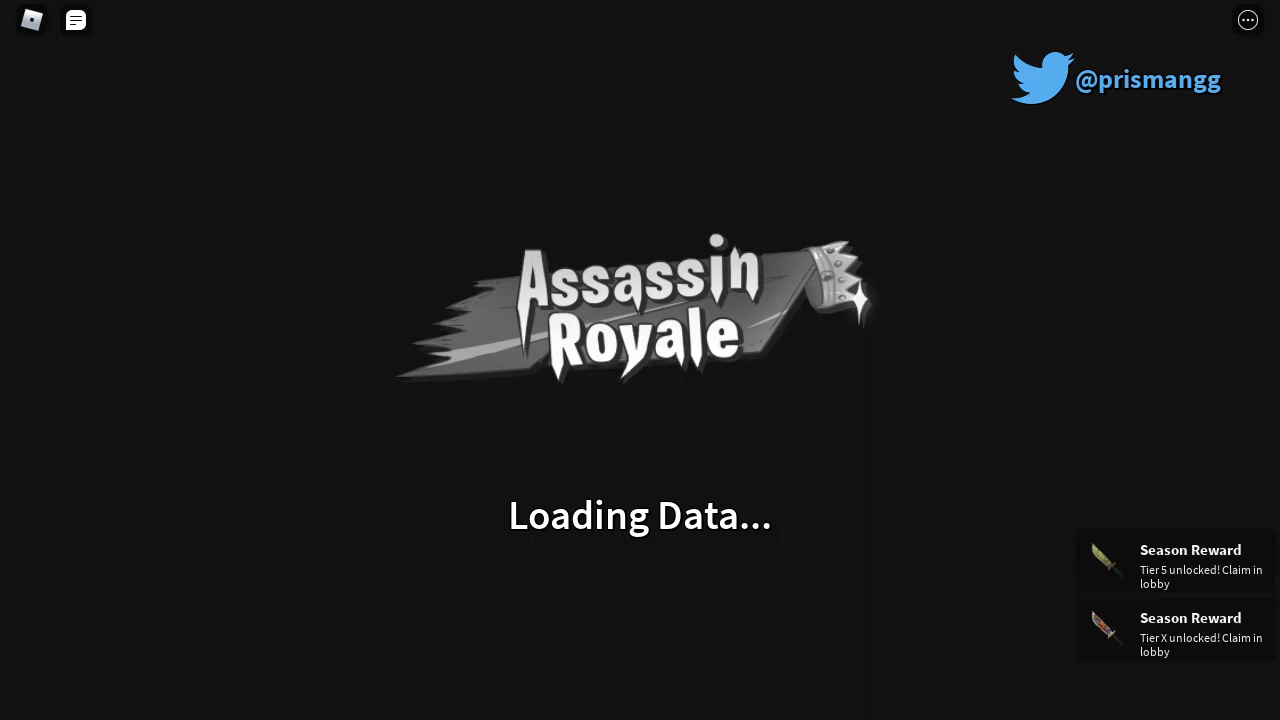 @prismangg
Assassin
Royale
Loading Data...
Season Reward
Tier 5 unlocked! Claim in
lobby
Season Reward
Tier X unlocked! Claim in
lobby